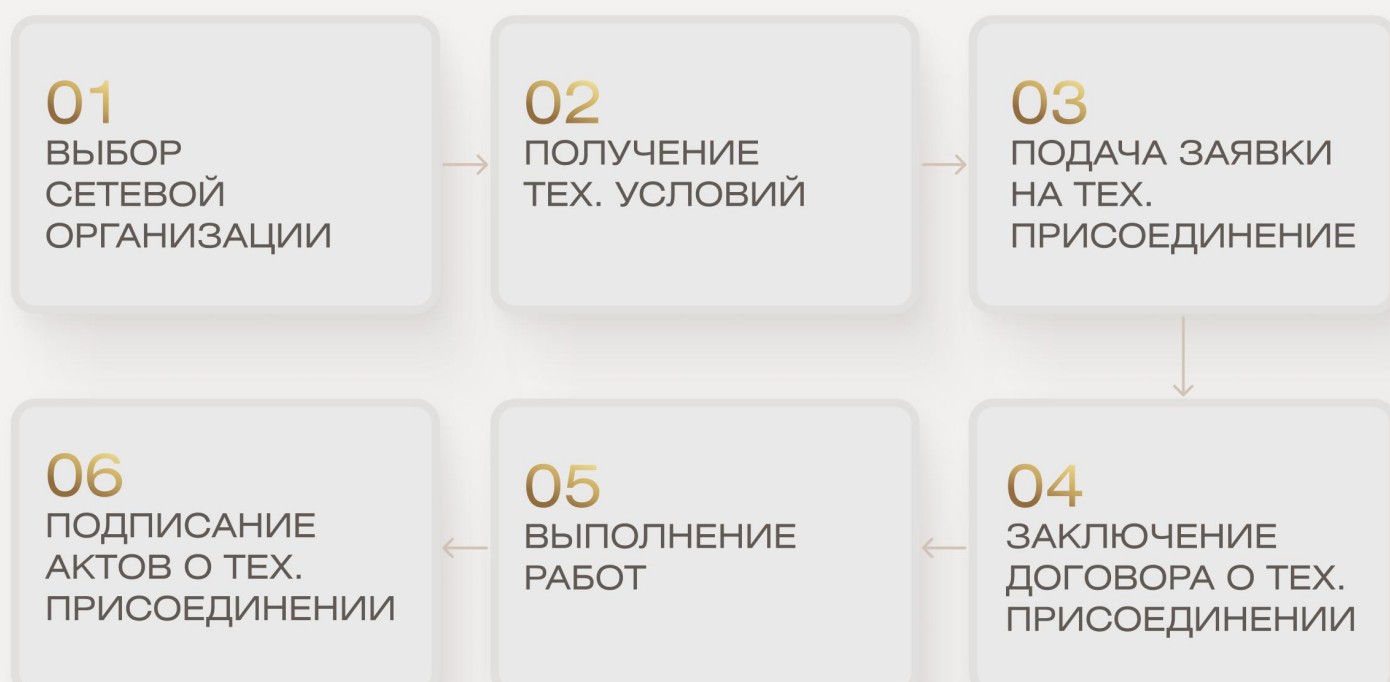 01
ВЫБОР
СЕТЕВОЙ
ОРГАНИЗАЦИИ
02
ПОЛУЧЕНИЕ
ТЕХ. УСЛОВИЙ
03
ПОДАЧА ЗАЯВКИ
НА ТЕХ.
ПРИСОЕДИНЕНИЕ
04
ЗАКЛЮЧЕНИЕ
ДОГОВОРА О ТЕХ.
ПРИСОЕДИНЕНИИ
05
ВЫПОЛНЕНИЕ
РАБОТ
06
ПОДПИСАНИЕ
АКТОВ О ТЕХ.
ПРИСОЕДИНЕНИИ